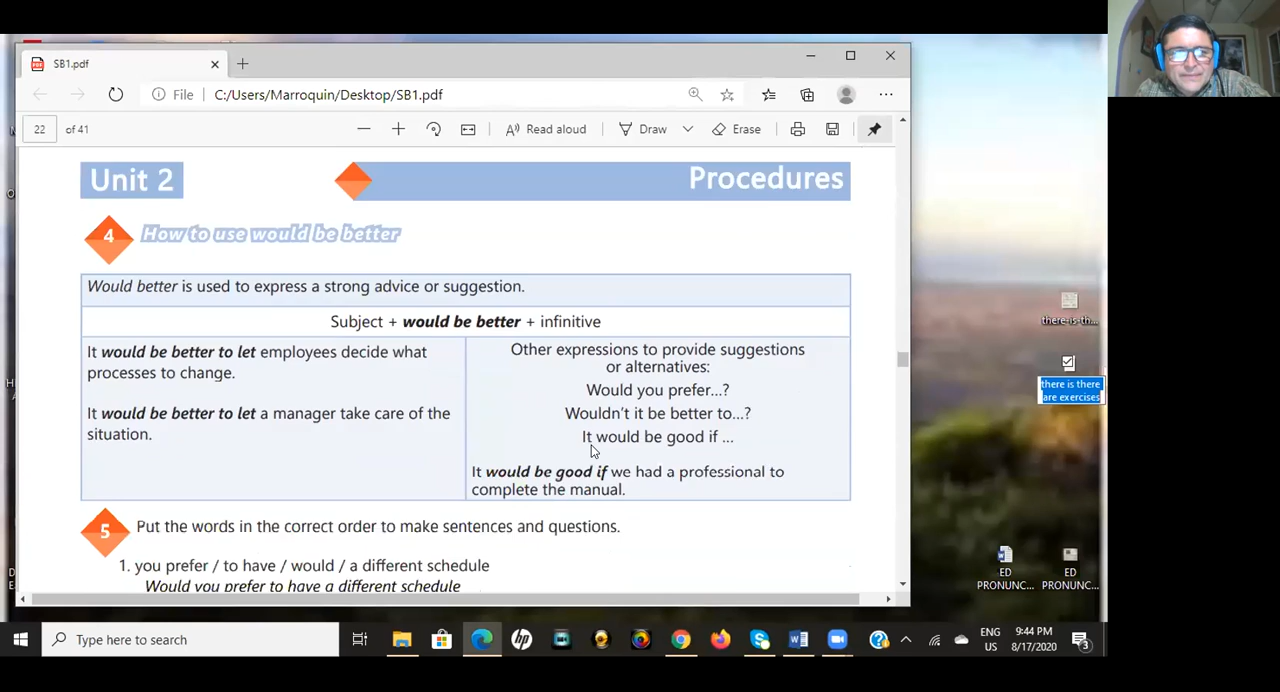 SB1.pdf
File
C:/Users/Marroquin/Desktop/SB1.pdf
22 of 41
Read aloud
Draw
Erase
Unit 2
Procedures
4
How to use would be better
Would better is used to express a strong advice or suggestion.
Subject + would be better + infinitive
It would be better to let employees decide what
processes to change.
It would be better to let a manager take care of the
situation.
Other expressions to provide suggestions
or alternatives:
Would you prefer...?
Wouldn't it be better to...?
It would be good if ...
It would be good if we had a professional to
complete the manual.
5
Put the words in the correct order to make sentences and questions.
1. you prefer / to have / would / a different schedule
Would you prefer to have a different schedule
there-is-th...
there is there
are exercises
ED
PRONUNC...
ED
PRONUNC...
Type here to search
hp
ENG
US
9:44 PM
8/17/2020
3